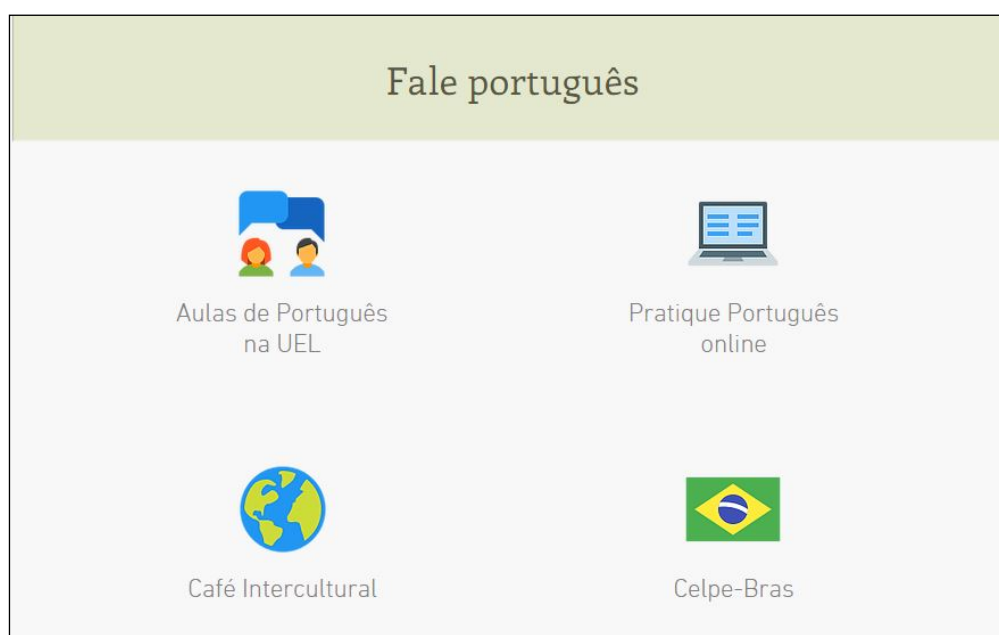 Fale português
Aulas de Português
na UEL
Pratique Português
online
Café Intercultural
Celpe-Bras